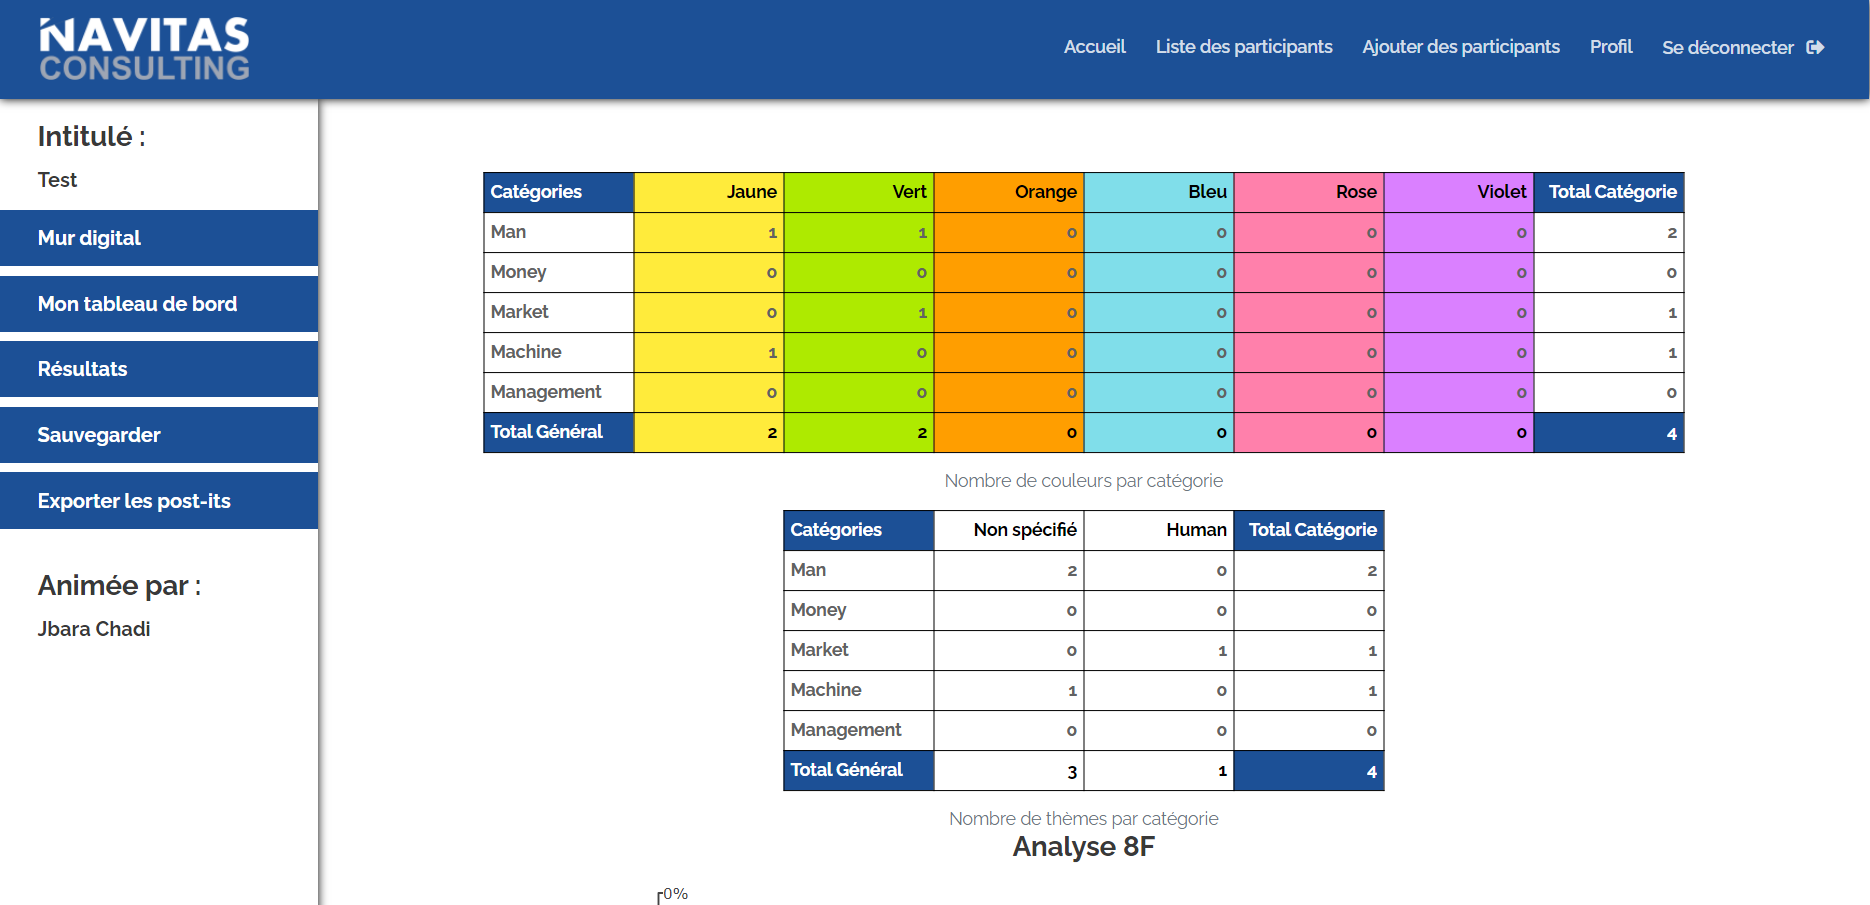 NAVITAS
CONSULTING
Accueil Liste des participants Ajouter des participants Profil Se déconnecter
Intitulé :
Test
Mur digital
Mon tableau de bord
Résultats
Sauvegarder
Exporter les post-its
Animée par :
Jbara Chadi
Catégories Jaune Vert Orange Bleu Rose Violet Total Catégorie
Man 1 1 0 0 0 0 2
Money 0 0 0 0 0 0 0
Market 0 1 0 0 0 0 1
Machine 1 0 0 0 0 0 1
Management 0 0 0 0 0 0 0
Total Général 2 2 0 0 0 0 4
Nombre de couleurs par catégorie
Catégories Non spécifié Human Total Catégorie
Man 2 0 2
Money 0 0 0
Market 0 1 1
Machine 1 0 1
Management 0 0 0
Total Général 3 1 4
Nombre de thèmes par catégorie
Analyse 8F
0%